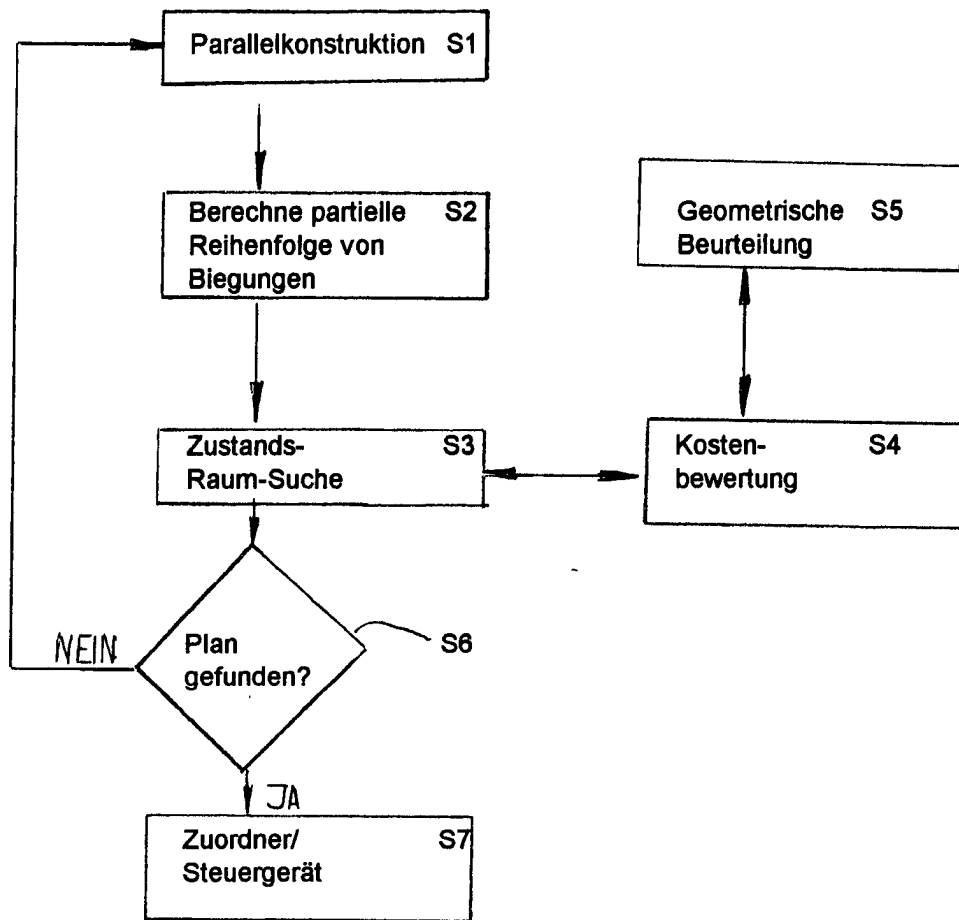 Parallelkonstruktion S1
Berechne partielle S2
Reihenfolge von
Biegungen
Geometrische S5
Beurteilung
Zustands- S3
Raum-Suche
Kosten- S4
bewertung
Plan
gefunden?
S6
NEIN
JA
Zuordner/ S7
Steuergerät